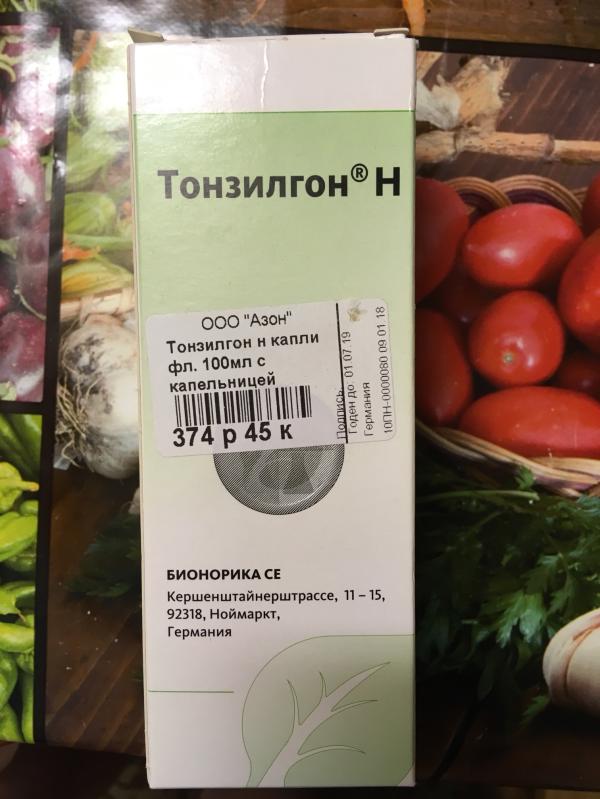 Тонзилгон® Н
ООО "Азон"
Тонзилгон н капли
фл. 100мл с
капельницей
374 р 45 к
Подпись
Годен до: 01.07.19
Германия
10ПН-0000080 09 01 18
БИОНОРИКА СЕ
Кершенштайнерштрассе, 11 – 15,
92318, Ноймаркт,
Германия